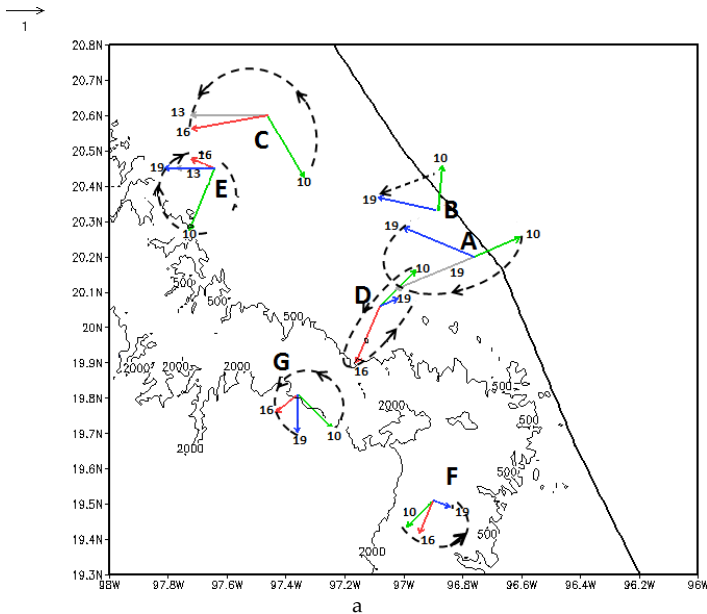 1
20.8N
20.7N
20.6N
20.5N
20.4N
20.3N
20.2N
20.1N
20N
19.9N
19.8N
19.7N
19.6N
19.5N
19.4N
19.3N
13
16
C
10
16
19
13
E
10
10
19
B
19
A
10
19
D
10
19
16
G
16
19
10
F
10
19
16
500
500
500
2000
2000
2000
2000
500
500
500
2000
98W 97.8W 97.6W 97.4W 97.2W 97W 96.8W 96.6W 96.4W 96.2W 96W
a